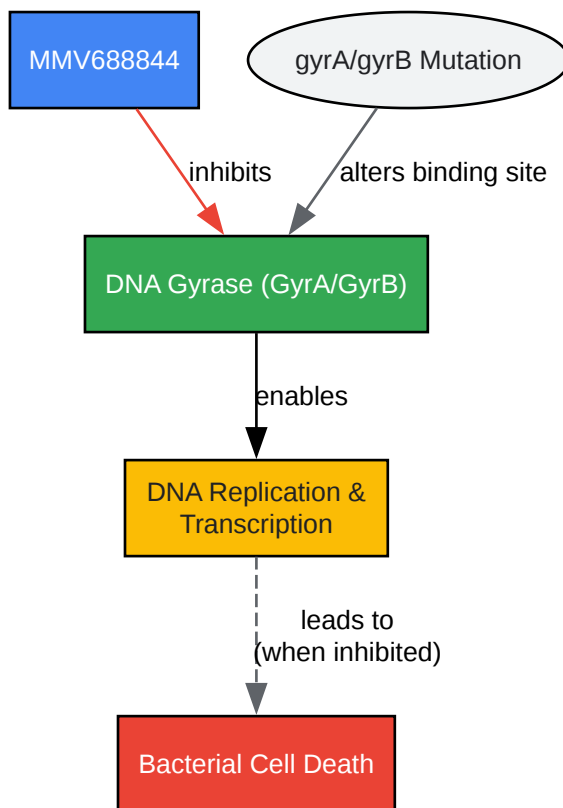 MMV688844
gyrA/gyrB Mutation
inhibits
alters binding site
DNA Gyrase (GyrA/GyrB)
enables
DNA Replication &
Transcription
leads to
(when inhibited)
Bacterial Cell Death